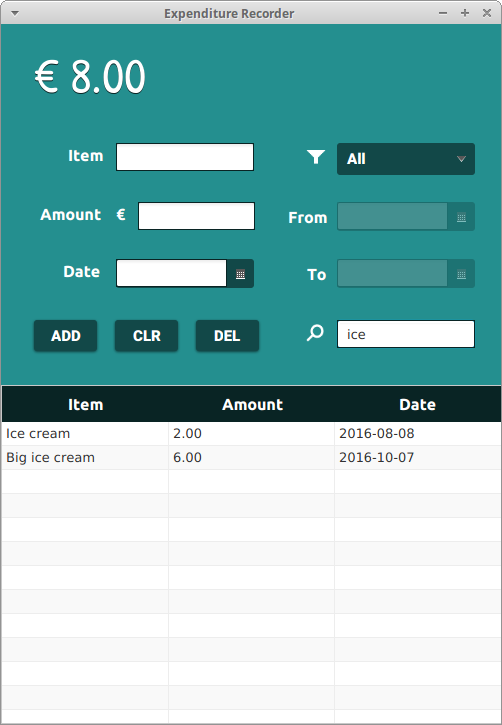 Expenditure Recorder
€ 8.00
Item
All
Amount €
From
Date
To
ADD CLR DEL
ice
Item Amount Date
Ice cream 2.00 2016-08-08
Big ice cream 6.00 2016-10-07